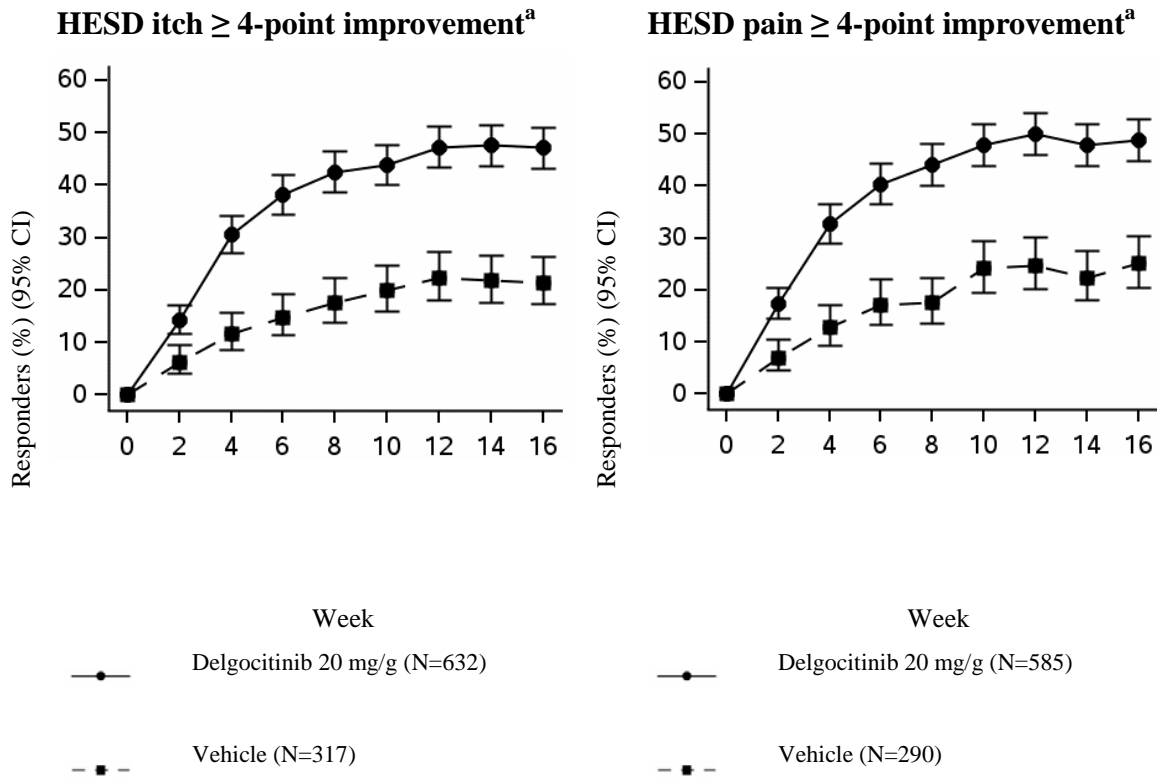 HESD itch ≥ 4-point improvementᵃ
Responders (%) (95% CI)
60
50
40
30
20
10
0
0 2 4 6 8 10 12 14 16
Week
Delgocitinib 20 mg/g (N=632)
Vehicle (N=317)
HESD pain ≥ 4-point improvementᵃ
Responders (%) (95% CI)
60
50
40
30
20
10
0
0 2 4 6 8 10 12 14 16
Week
Delgocitinib 20 mg/g (N=585)
Vehicle (N=290)